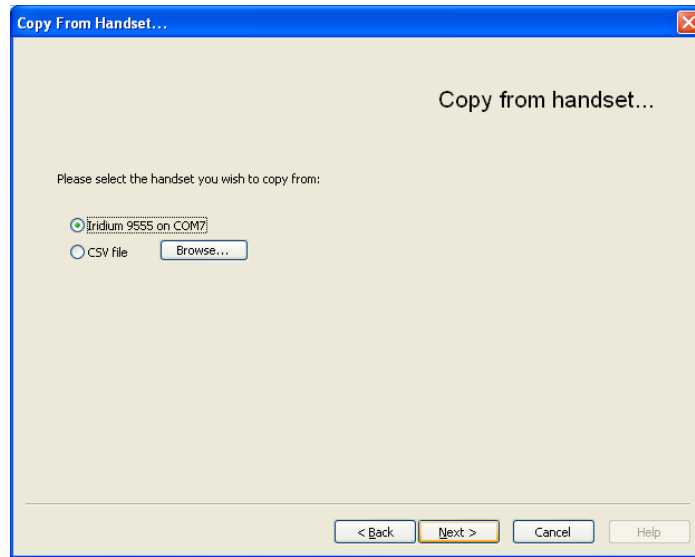 Copy From Handset...
Copy from handset...
Please select the handset you wish to copy from:
Iridium 9555 on COM7
CSV file Browse...
< Back Next > Cancel Help